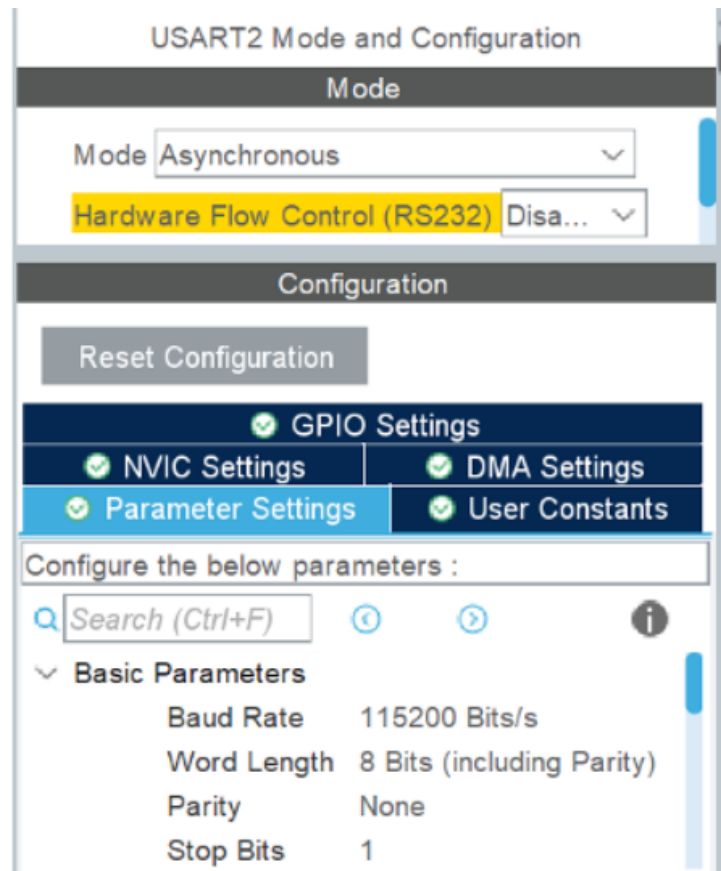 USART2 Mode and Configuration
Mode
Mode Asynchronous
Hardware Flow Control (RS232) Disa...
Configuration
Reset Configuration
GPIO Settings
NVIC Settings DMA Settings
Parameter Settings User Constants
Configure the below parameters :
Search (Ctrl+F)
Basic Parameters
Baud Rate 115200 Bits/s
Word Length 8 Bits (including Parity)
Parity None
Stop Bits 1